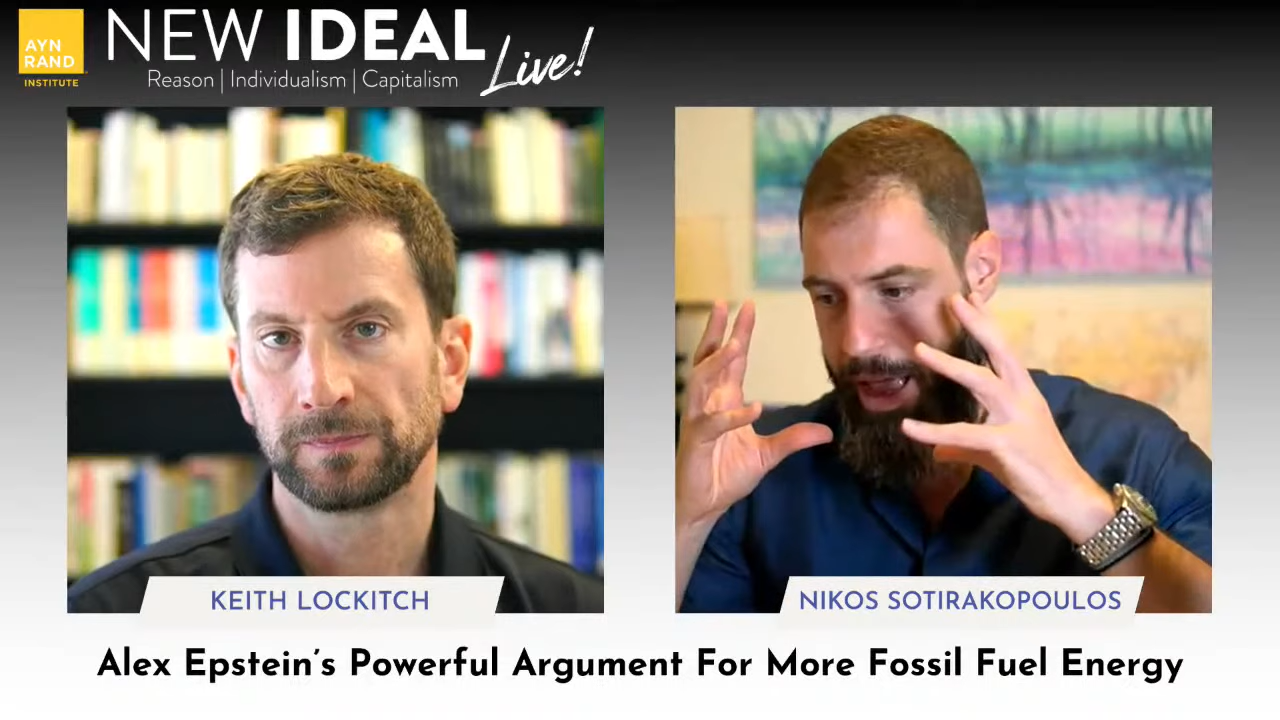 AYN
RAND
INSTITUTE
NEW IDEAL Live!
Reason | Individualism | Capitalism
KEITH LOCKITCH
NIKOS SOTIRAKOPOULOS
Alex Epstein's Powerful Argument For More Fossil Fuel Energy